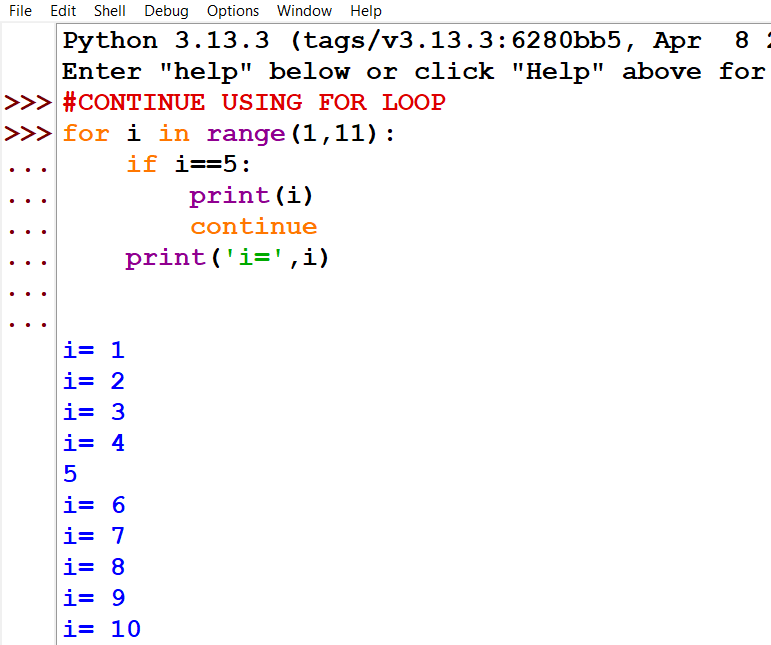 File Edit Shell Debug Options Window Help
Python 3.13.3 (tags/v3.13.3:6280bb5, Apr  8
Enter "help" below or click "Help" above for
>>> #CONTINUE USING FOR LOOP
>>> for i in range(1,11):
...     if i==5:
...         print(i)
...         continue
...     print('i=',i)
...
...
i= 1
i= 2
i= 3
i= 4
5
i= 6
i= 7
i= 8
i= 9
i= 10